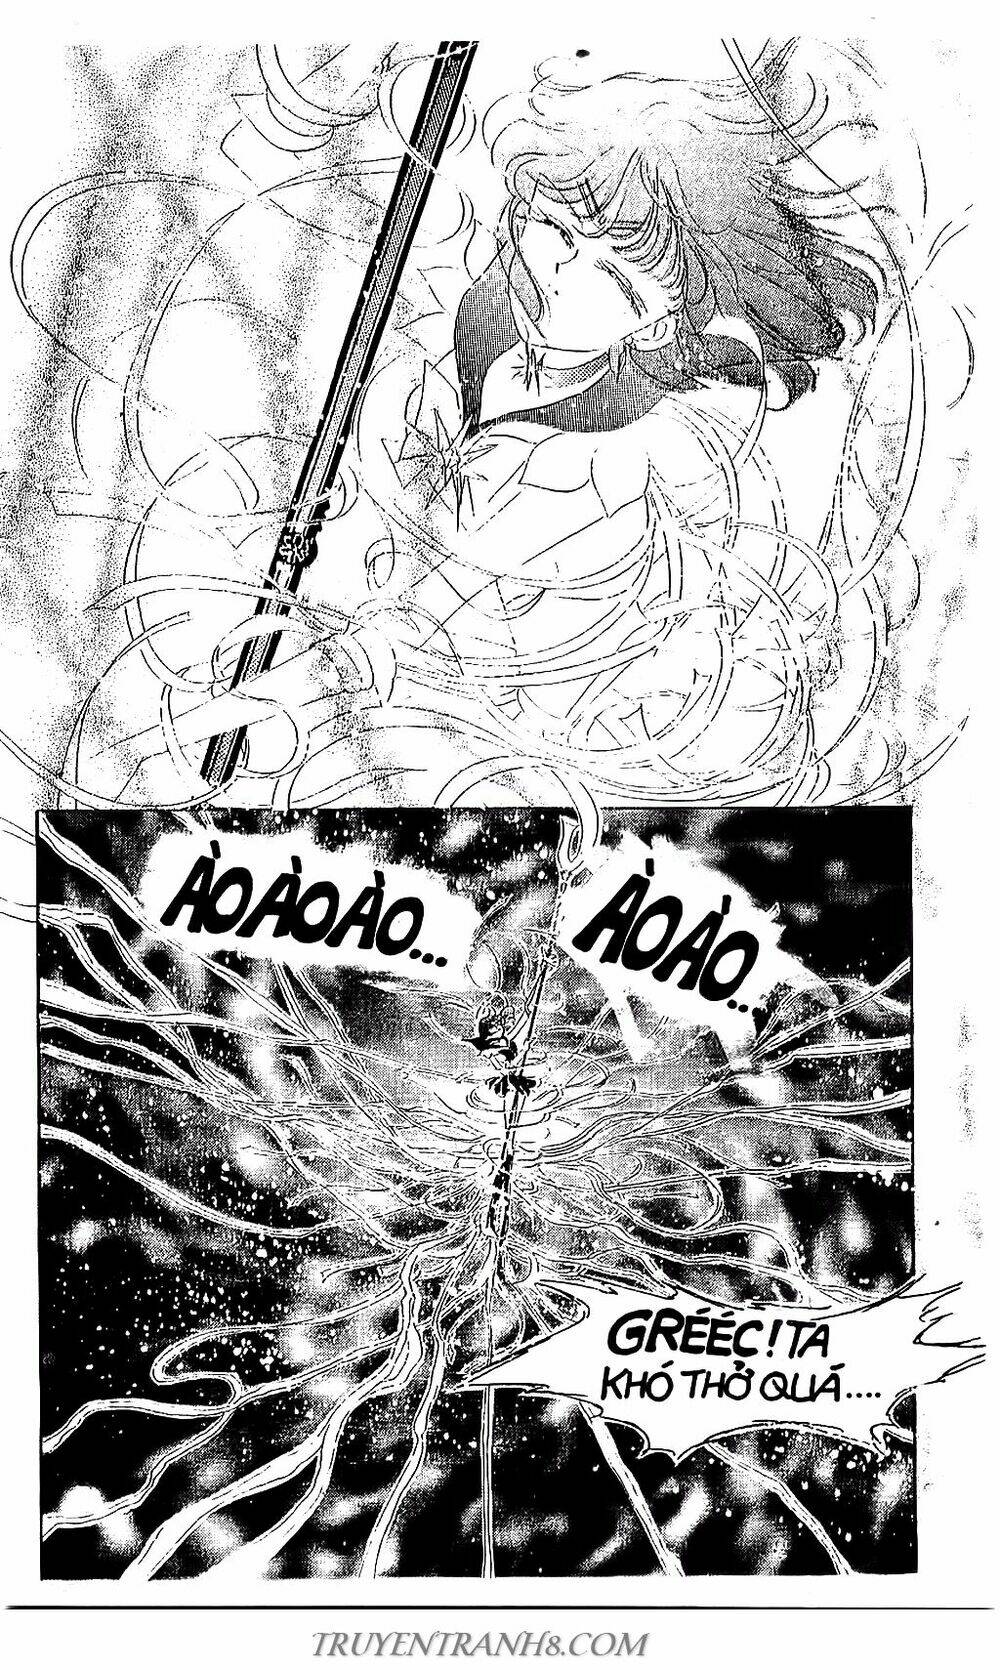 ÀOÀOÀO...
ÀOÀO...
GRÉÉC! TA
KHÓ THỞ QUÁ....
TRUYENTRANH8.COM